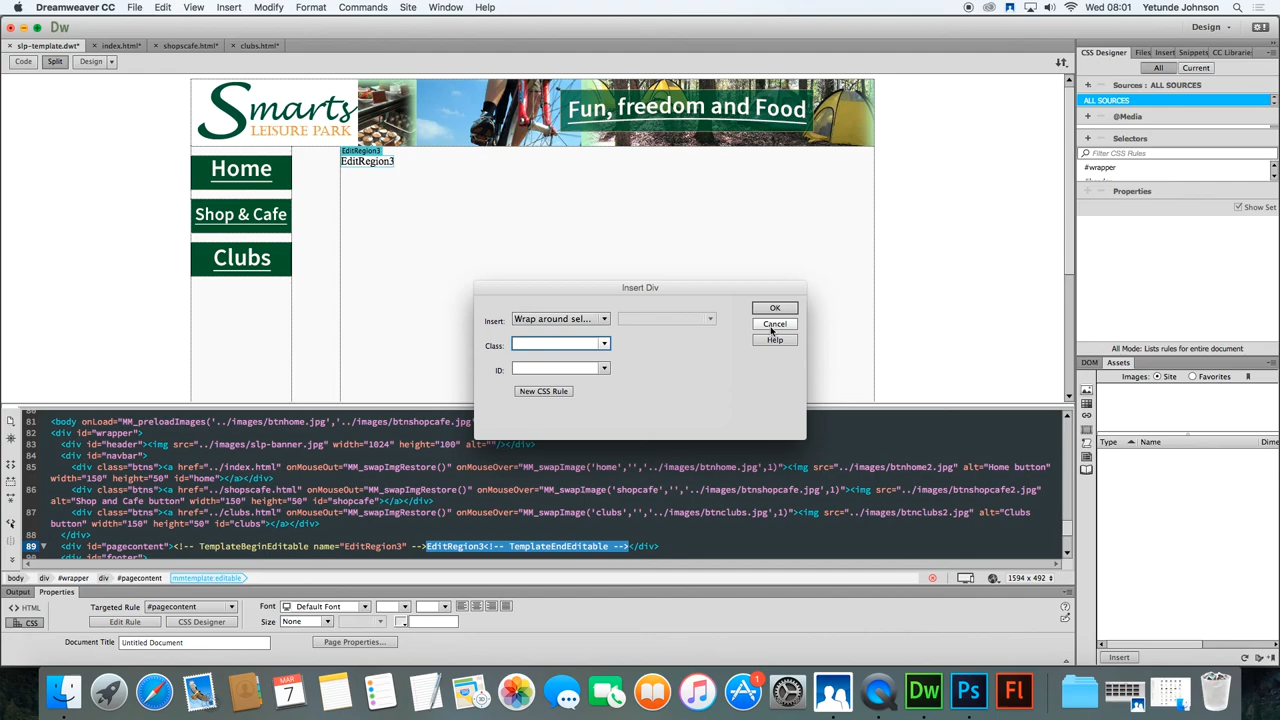 Dreamweaver CC File Edit View Insert Modify Format Commands Site Window Help Wed 08:01 Yetunde Johnson
Dw Design
slp-template.dwt* index.html* shopscafe.html* clubs.html*
Code Split Design
CSS Designer Files Insert Snippets CC Libraries
All Current
Sources : ALL SOURCES
ALL SOURCES
@Media
Selectors
Filter CSS Rules
#wrapper
Properties
Show Set
Smarts
LEISURE PARK
Fun, freedom and Food
EditRegion3
EditRegion3
Home
Shop & Cafe
Clubs
Insert Div
Insert: Wrap around sel...
Class:
ID:
New CSS Rule
OK
Cancel
Help
All Mode: Lists rules for entire document
DOM Assets
Images: Site Favorites
Type Name Dime
Insert
81 <body onLoad="MM_preloadImages('../images/btnhome.jpg','../images/btnshopcafe.jpg
82 <div id="wrapper">
83 <div id="header"><img src="../images/slp-banner.jpg" width="1024" height="100" alt=""/></div>
84 <div id="navbar">
85 <div class="btns"><a href="../index.html" onMouseOut="MM_swapImgRestore()" onMouseOver="MM_swapImage('home','','../images/btnhome.jpg',1)"><img src="../images/btnhome2.jpg" alt="Home
button" width="150" height="50" id="home"></a></div>
86 <div class="btns"><a href="../shopscafe.html" onMouseOut="MM_swapImgRestore()" onMouseOver="MM_swapImage('shopcafe','','../images/btnshopcafe.jpg',1)"><img src="../images/btnshopcafe2.jpg"
alt="Shop and Cafe button" width="150" height="50" id="shopcafe"></a></div>
87 <div class="btns"><a href="../clubs.html" onMouseOut="MM_swapImgRestore()" onMouseOver="MM_swapImage('clubs','','../images/btnclubs.jpg',1)"><img src="../images/btnclubs2.jpg" alt="Clubs
button" width="150" height="50" id="clubs"></a></div>
88 </div>
89 <div id="pagecontent"><!-- TemplateBeginEditable name="EditRegion3" -->EditRegion3<!-- TemplateEndEditable --></div>
90 <div id="footer">
body div #wrapper div #pagecontent mmtemplate:editable 1594 x 492
Output Properties
HTML
CSS
Targeted Rule #pagecontent
Edit Rule CSS Designer
Font Default Font
Size None
Document Title Untitled Document
Page Properties...
MAR
7
1
Dw Ps Fl